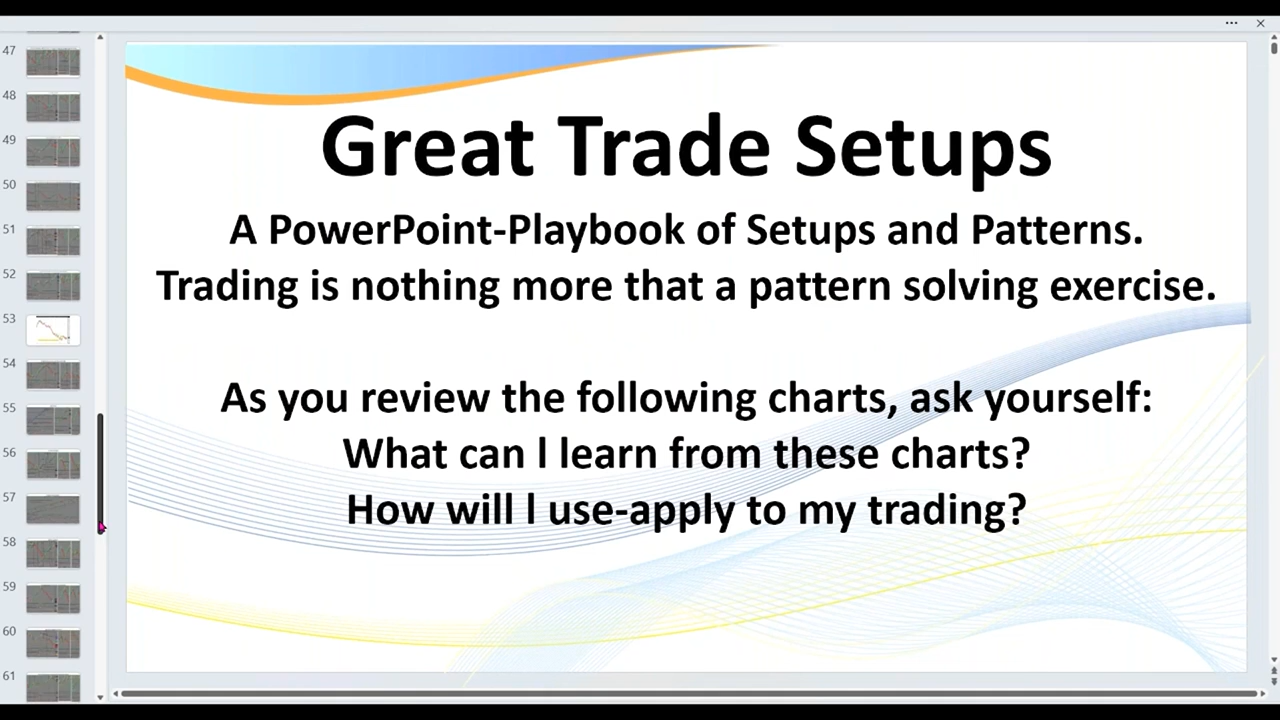 Great Trade Setups
A PowerPoint-Playbook of Setups and Patterns.
Trading is nothing more that a pattern solving exercise.
As you review the following charts, ask yourself:
What can I learn from these charts?
How will I use-apply to my trading?
47
48
49
50
51
52
53
54
55
56
57
58
59
60
61